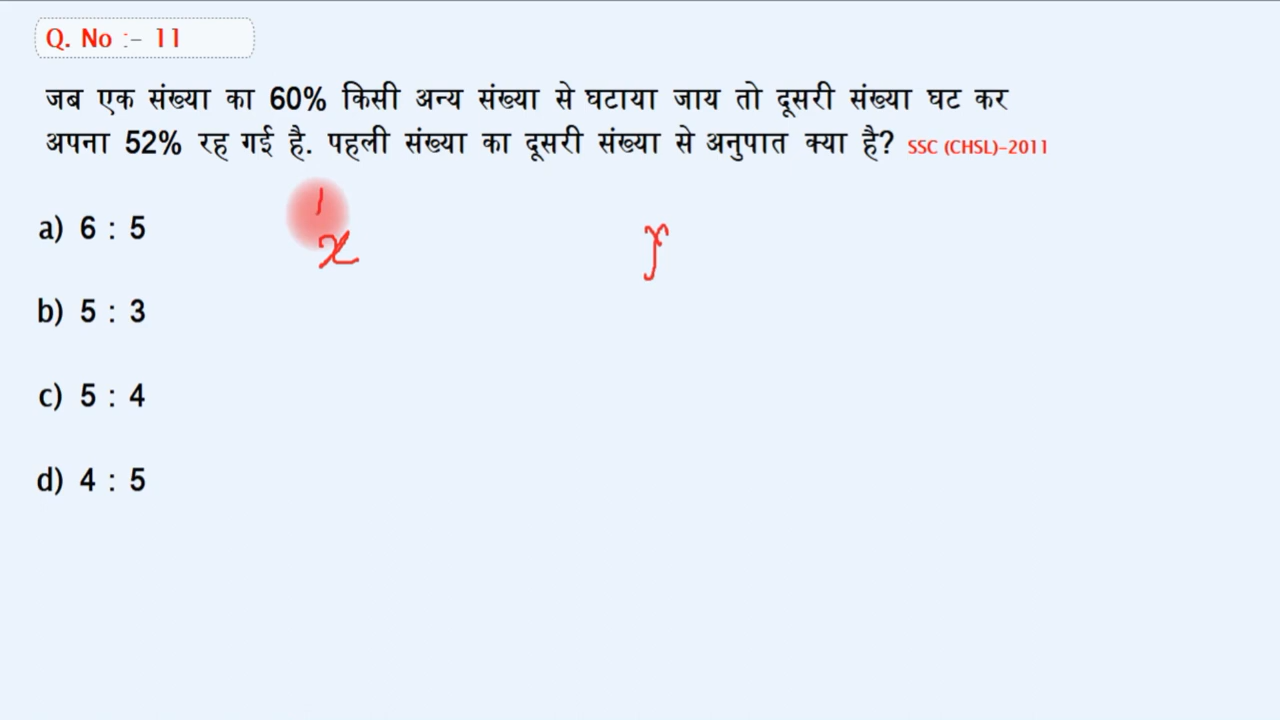 Q. No :- 11
जब एक संख्या का 60% किसी अन्य संख्या से घटाया जाय तो दूसरी संख्या घट कर
अपना 52% रह गई है. पहली संख्या का दूसरी संख्या से अनुपात क्या है? SSC (CHSL)-2011
a) 6 : 5
x
b) 5 : 3
c) 5 : 4
d) 4 : 5